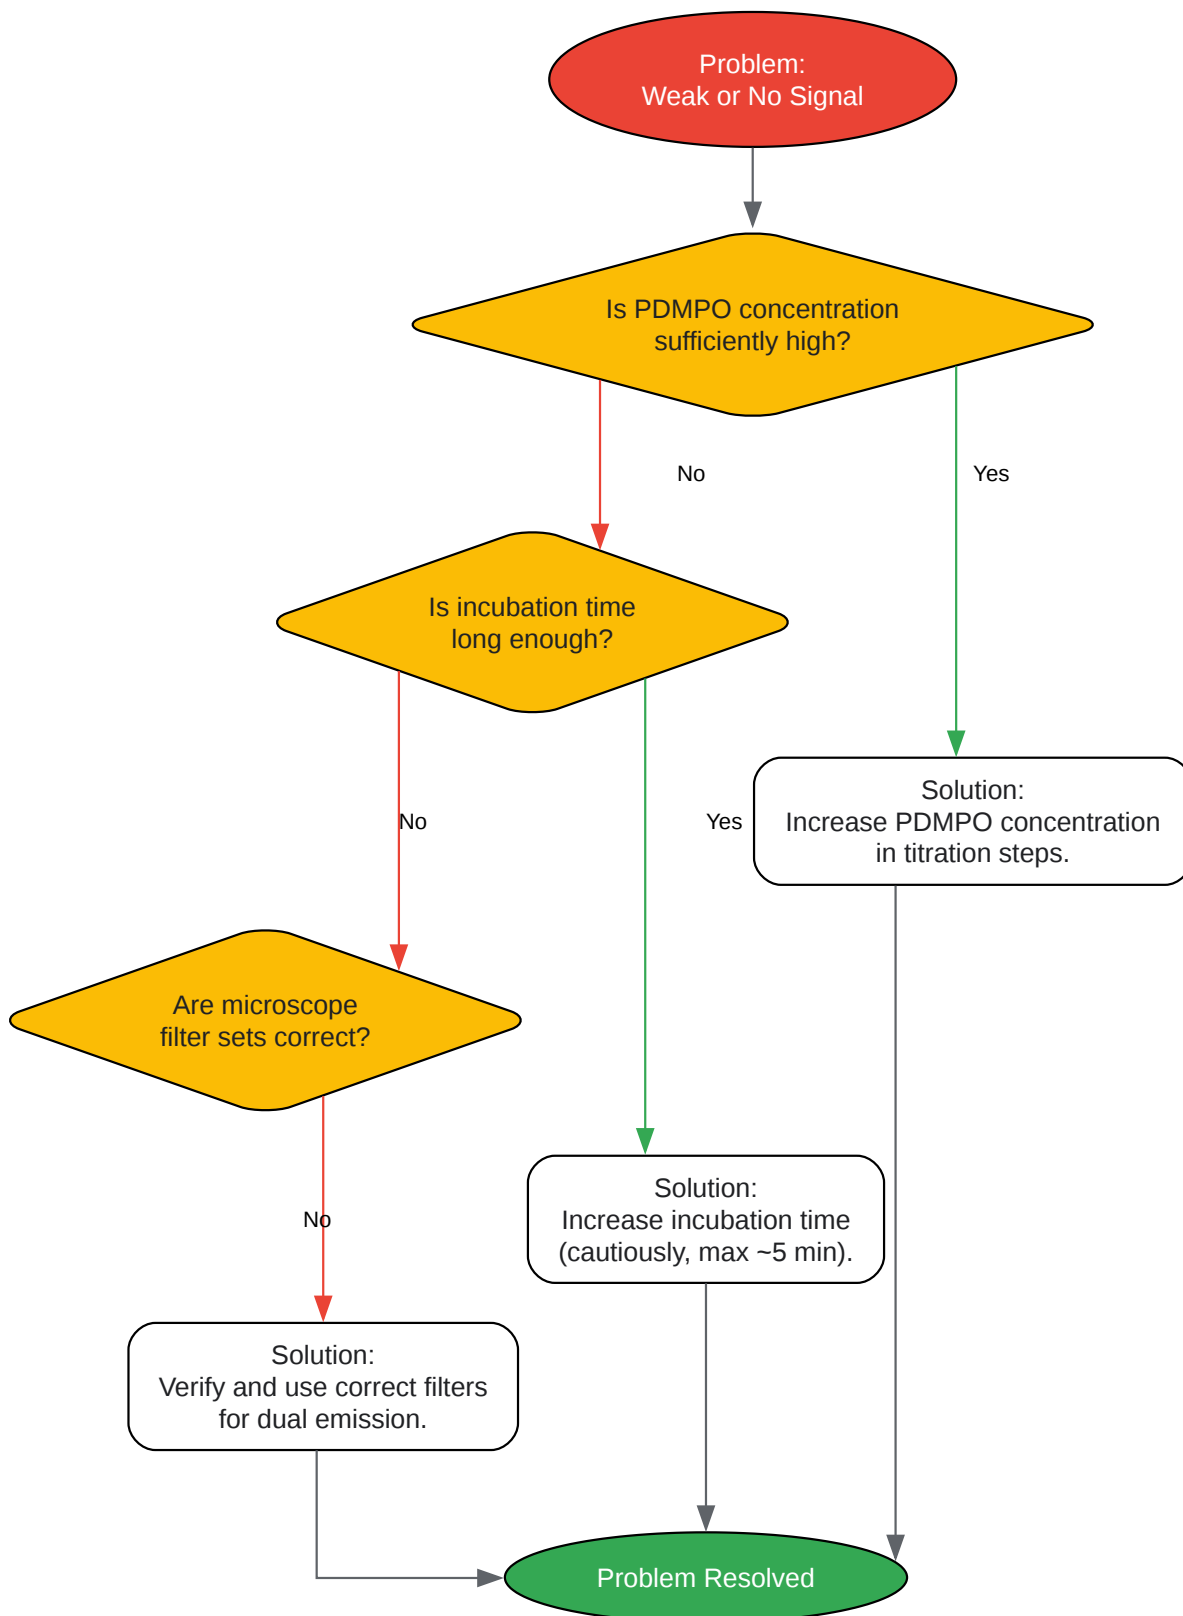 Problem:
Weak or No Signal
Is PDMPO concentration
sufficiently high?
No
Yes
Is incubation time
long enough?
Solution:
Increase PDMPO concentration
in titration steps.
No
Yes
Are microscope
filter sets correct?
Solution:
Increase incubation time
(cautiously, max ~5 min).
No
Solution:
Verify and use correct filters
for dual emission.
Problem Resolved